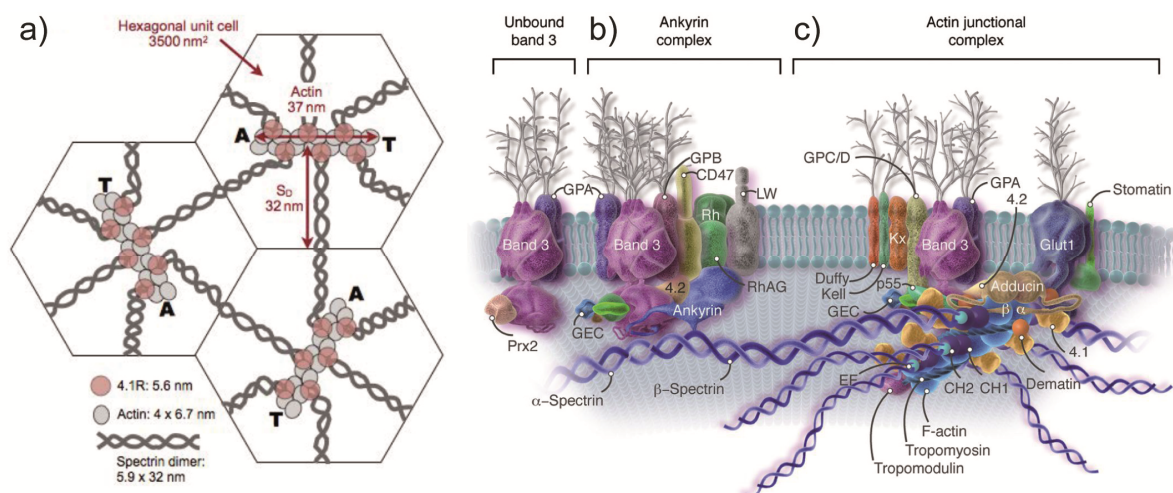 a)
Hexagonal unit cell
3500 nm²
Actin
37 nm
A
T
S_D
32 nm
T
A
A
T
4.1R: 5.6 nm
Actin: 4 x 6.7 nm
Spectrin dimer:
5.9 x 32 nm
Unbound
band 3
b)
Ankyrin
complex
c)
Actin junctional
complex
GPA
GPB
CD47
LW
Rh
Band 3
Band 3
RhAG
4.2
Ankyrin
GEC
Prx2
α-Spectrin
β-Spectrin
GPC/D
GPA
4.2
Stomatin
Kx
Band 3
Glut1
Duffy
Kell
p55
GEC
Adducin
β α
4.1
EF
CH2
CH1
Dematin
F-actin
Tropomyosin
Tropomodulin